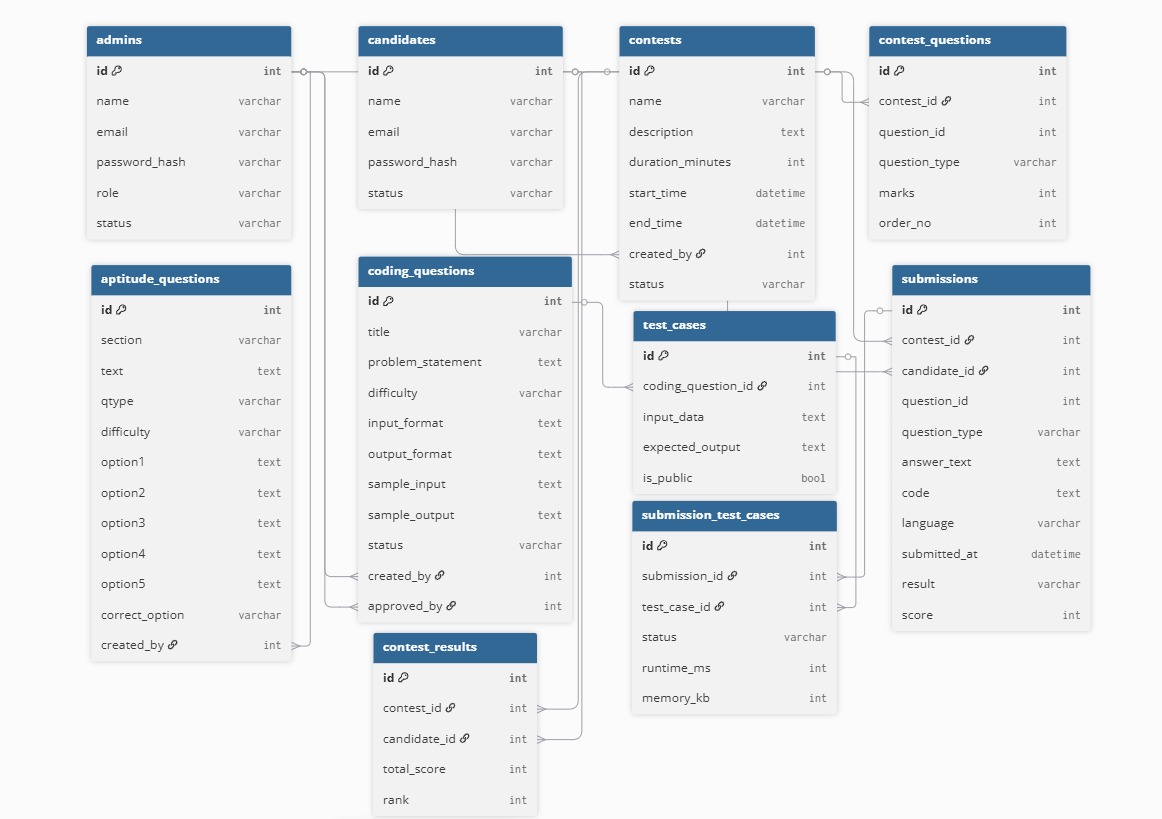 admins
id int
name varchar
email varchar
password_hash varchar
role varchar
status varchar
candidates
id int
name varchar
email varchar
password_hash varchar
status varchar
contests
id int
name varchar
description text
duration_minutes int
start_time datetime
end_time datetime
created_by int
status varchar
contest_questions
id int
contest_id int
question_id int
question_type varchar
marks int
order_no int
aptitude_questions
id int
section varchar
text text
qtype varchar
difficulty varchar
option1 text
option2 text
option3 text
option4 text
option5 text
correct_option varchar
created_by int
coding_questions
id int
title varchar
problem_statement text
difficulty varchar
input_format text
output_format text
sample_input text
sample_output text
status varchar
created_by int
approved_by int
test_cases
id int
coding_question_id int
input_data text
expected_output text
is_public bool
submissions
id int
contest_id int
candidate_id int
question_id int
question_type varchar
answer_text text
code text
language varchar
submitted_at datetime
result varchar
score int
submission_test_cases
id int
submission_id int
test_case_id int
status varchar
runtime_ms int
memory_kb int
contest_results
id int
contest_id int
candidate_id int
total_score int
rank int